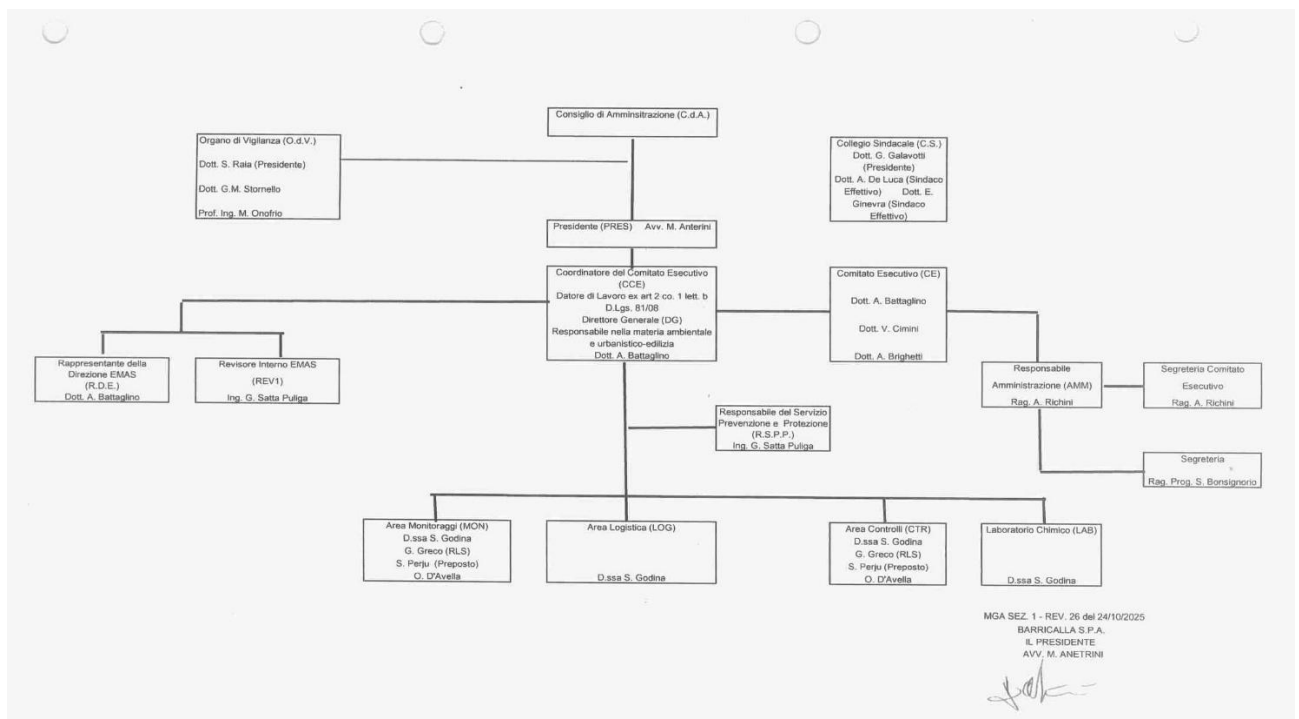 Consiglio di Amminsitrazione (C.d.A.)
Organo di Vigilanza (O.d.V.)
Dott. S. Raia (Presidente)
Dott. G.M. Stornello
Prof. Ing. M. Onofrio
Collegio Sindacale (C.S.)
Dott. G. Galavotti
(Presidente)
Dott. A. De Luca (Sindaco
Effettivo) Dott. E.
Ginevra (Sindaco
Effettivo)
Presidente (PRES) Avv. M. Anterini
Coordinatore del Comitato Esecutivo
(CCE)
Datore di Lavoro ex art 2 co. 1 lett. b
D.Lgs. 81/08
Direttore Generale (DG)
Responsabile nella materia ambientale
e urbanistico-edilizia
Dott. A. Battaglino
Comitato Esecutivo (CE)
Dott. A. Battaglino
Dott. V. Cimini
Dott. A. Brighetti
Rappresentante della
Direzione EMAS
(R.D.E.)
Dott. A. Battaglino
Revisore Interno EMAS
(REV1)
Ing. G. Satta Puliga
Responsabile
Amministrazione (AMM)
Rag. A. Richini
Segreteria Comitato
Esecutivo
Rag. A. Richini
Responsabile del Servizio
Prevenzione e Protezione
(R.S.P.P.)
Ing. G. Satta Puliga
Segreteria
Rag. Prog. S. Bonsignorio
Area Monitoraggi (MON)
D.ssa S. Godina
G. Greco (RLS)
S. Perju (Preposto)
O. D'Avella
Area Logistica (LOG)
D.ssa S. Godina
Area Controlli (CTR)
D.ssa S. Godina
G. Greco (RLS)
S. Perju (Preposto)
O. D'Avella
Laboratorio Chimico (LAB)
D.ssa S. Godina
MGA SEZ. 1 - REV. 26 del 24/10/2025
BARRICALLA S.P.A.
IL PRESIDENTE
AVV. M. ANETRINI